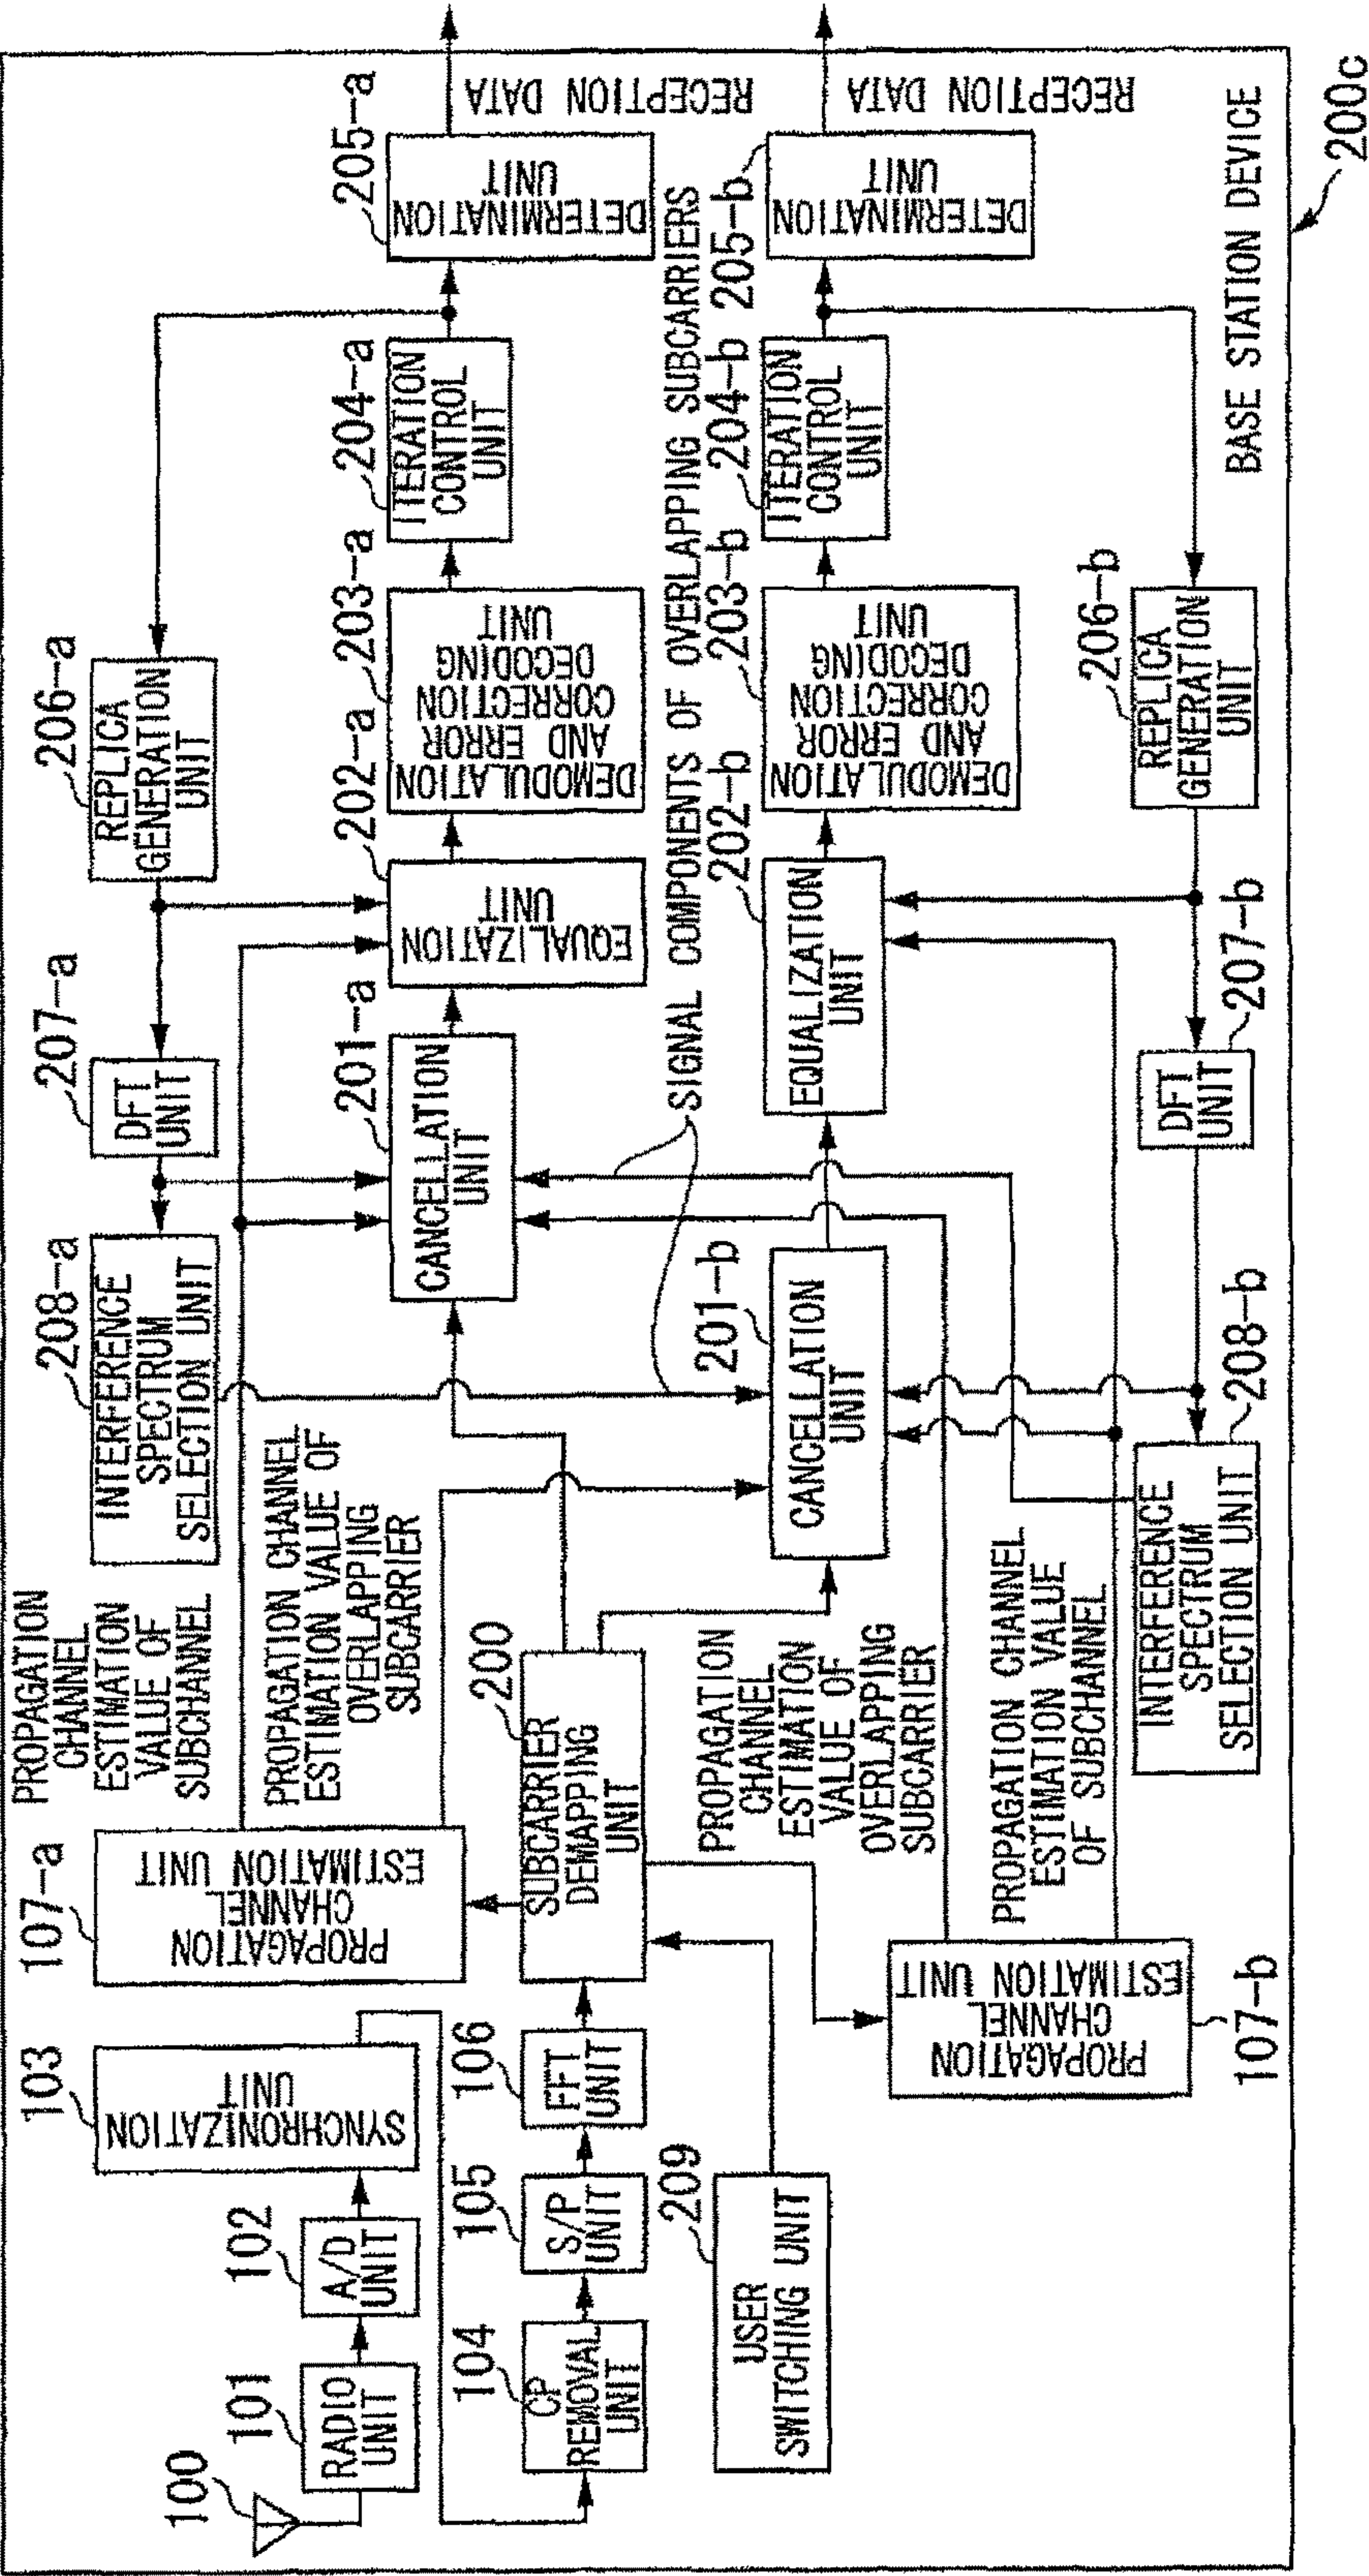 100
101
RADIO
UNIT
102
A/D
UNIT
103
SYNCHRONIZATION
UNIT
104
CP
REMOVAL
UNIT
105
S/P
UNIT
106
FFT
UNIT
209
USER
SWITCHING UNIT
107-a
PROPAGATION
CHANNEL
ESTIMATION UNIT
200
SUBCARRIER
DEMAPPING
UNIT
107-b
PROPAGATION
CHANNEL
ESTIMATION UNIT
PROPAGATION
CHANNEL
ESTIMATION
VALUE OF
SUBCHANNEL
PROPAGATION CHANNEL
ESTIMATION VALUE OF
OVERLAPPING
SUBCARRIER
PROPAGATION
CHANNEL
ESTIMATION
VALUE OF
OVERLAPPING
SUBCARRIER
PROPAGATION CHANNEL
ESTIMATION VALUE
OF SUBCHANNEL
208-a
INTERFERENCE
SPECTRUM
SELECTION UNIT
207-a
DFT
UNIT
206-a
REPLICA
GENERATION
UNIT
201-a
CANCELLATION
UNIT
202-a
EQUALIZATION
UNIT
203-a
DEMODULATION
AND ERROR
CORRECTION
DECODING
UNIT
204-a
ITERATION
CONTROL
UNIT
205-a
DETERMINATION
UNIT
RECEPTION DATA
SIGNAL COMPONENTS OF OVERLAPPING SUBCARRIERS
201-b
CANCELLATION
UNIT
202-b
EQUALIZATION
UNIT
203-b
DEMODULATION
AND ERROR
CORRECTION
DECODING
UNIT
204-b
ITERATION
CONTROL
UNIT
205-b
DETERMINATION
UNIT
RECEPTION DATA
208-b
INTERFERENCE
SPECTRUM
SELECTION UNIT
207-b
DFT
UNIT
206-b
REPLICA
GENERATION
UNIT
BASE STATION DEVICE
200c